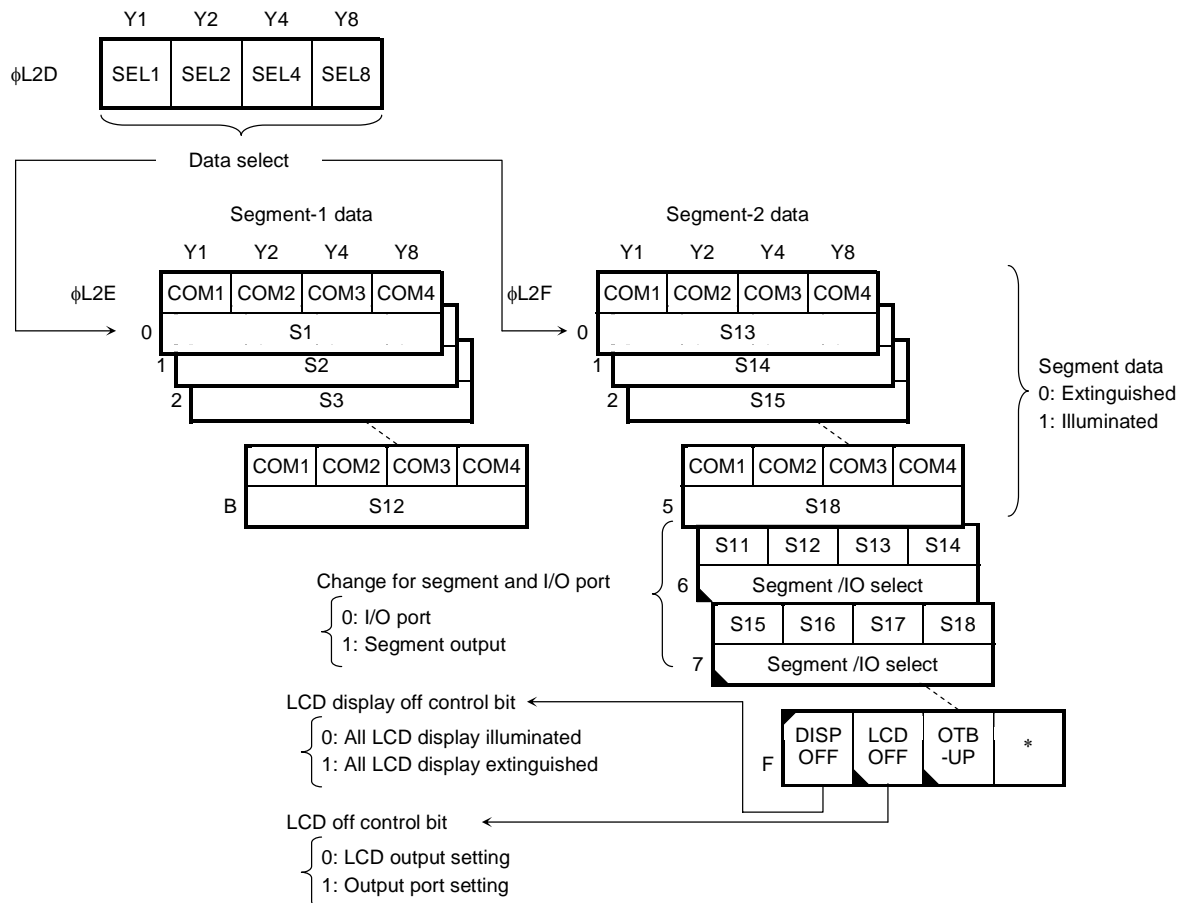 Y1 Y2 Y4 Y8
ϕL2D SEL1 SEL2 SEL4 SEL8
Data select
Segment-1 data
Y1 Y2 Y4 Y8
ϕL2E COM1 COM2 COM3 COM4
0 S1
1 S2
2 S3
COM1 COM2 COM3 COM4
B S12
Segment-2 data
Y1 Y2 Y4 Y8
ϕL2F COM1 COM2 COM3 COM4
0 S13
1 S14
2 S15
COM1 COM2 COM3 COM4
5 S18
Segment data
0: Extinguished
1: Illuminated
S11 S12 S13 S14
6 Segment /IO select
S15 S16 S17 S18
7 Segment /IO select
Change for segment and I/O port
0: I/O port
1: Segment output
DISP OFF LCD OFF OTB -UP *
F
LCD display off control bit
0: All LCD display illuminated
1: All LCD display extinguished
LCD off control bit
0: LCD output setting
1: Output port setting